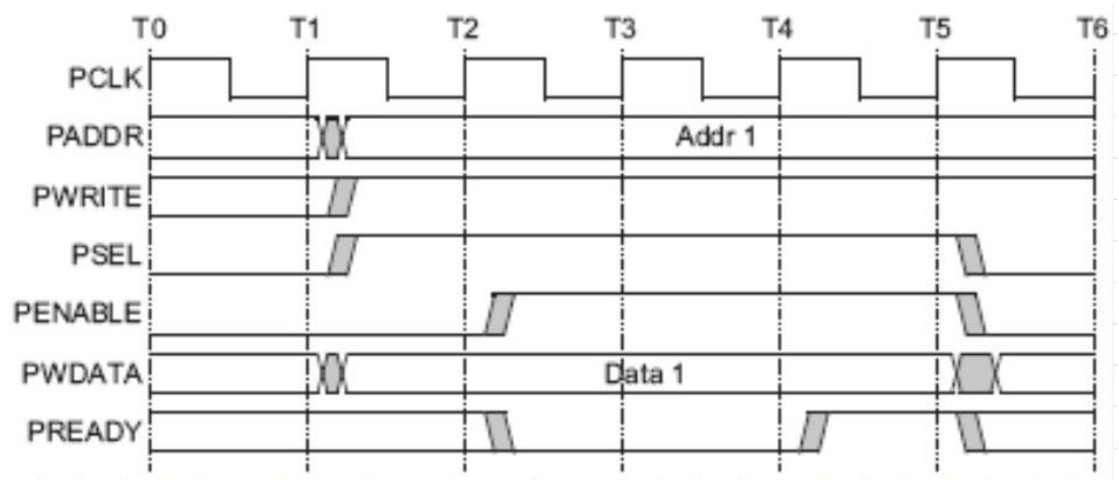 T0 T1 T2 T3 T4 T5 T6
PCLK
PADDR Addr 1
PWRITE
PSEL
PENABLE
PWDATA Data 1
PREADY